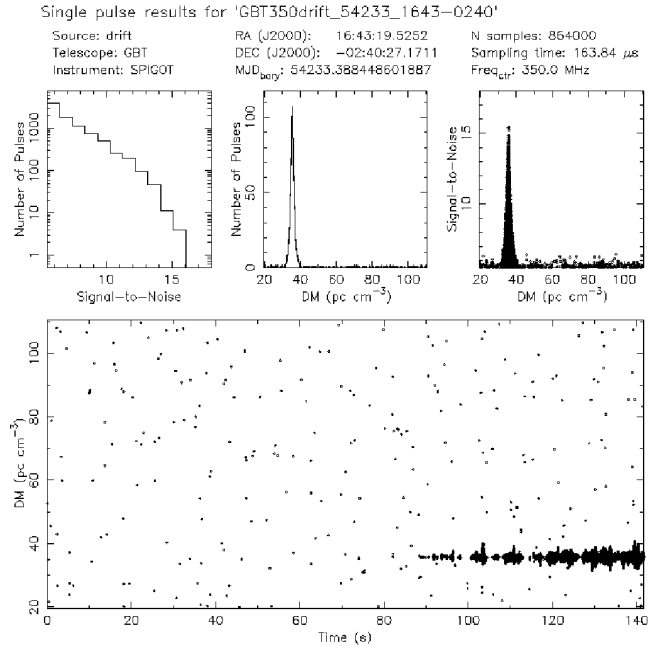 Single pulse results for 'GBT350drift_54233_1643-0240'
Source: drift RA (J2000): 16:43:19.5252 N samples: 864000
Telescope: GBT DEC (J2000): -02:40:27.1711 Sampling time: 163.84 μs
Instrument: SPIGOT MJD_bary: 54233.388448601887 Freq_ctr: 350.0 MHz
Number of Pulses
1000
100
10
1
10 15
Signal-to-Noise
Number of Pulses
100
50
0
20 40 60 80 100
DM (pc cm⁻³)
Signal-to-Noise
15
10
20 40 60 80 100
DM (pc cm⁻³)
DM (pc cm⁻³)
100
80
60
40
20
0 20 40 60 80 100 120 140
Time (s)